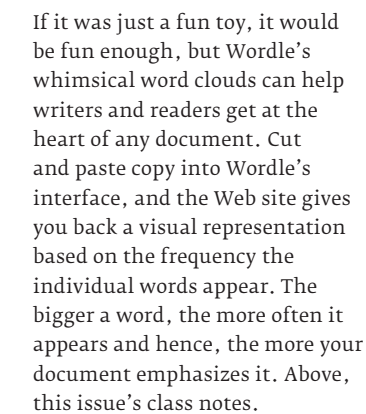 If it was just a fun toy, it would
be fun enough, but Wordle’s
whimsical word clouds can help
writers and readers get at the
heart of any document. Cut
and paste copy into Wordle’s
interface, and the Web site gives
you back a visual representation
based on the frequency the
individual words appear. The
bigger a word, the more often it
appears and hence, the more your
document emphasizes it. Above,
this issue’s class notes.